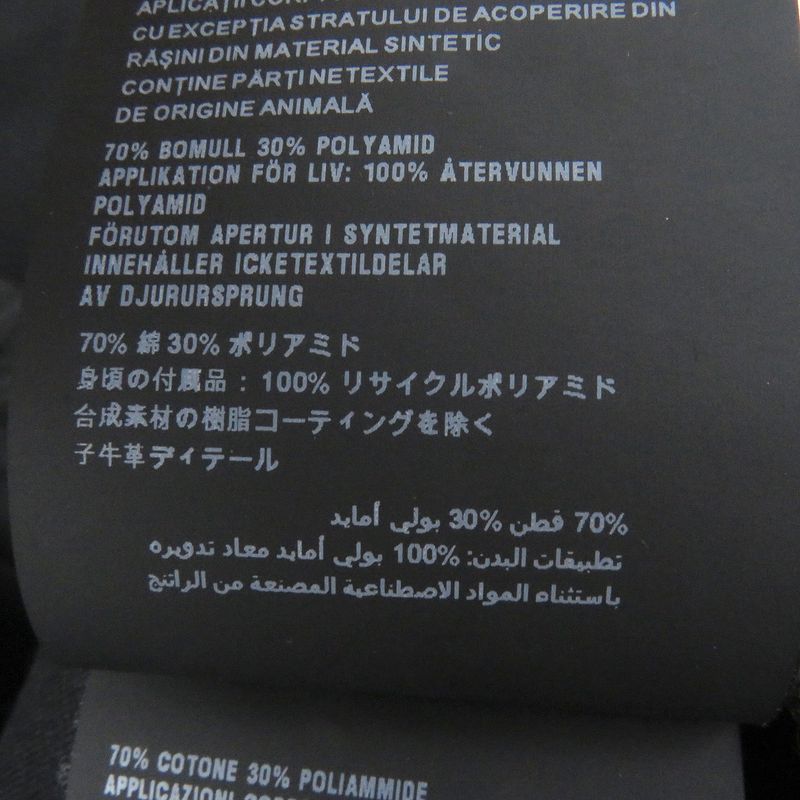 APLICAȚII CORP
CU EXCEPȚIA STRATULUI DE ACOPERIRE DIN
RĂȘINI DIN MATERIAL SINTETIC
CONȚINE PĂRȚI NETEXTILE
DE ORIGINE ANIMALĂ
70% BOMULL 30% POLYAMID
APPLIKATION FÖR LIV: 100% ÅTERVUNNEN
POLYAMID
FÖRUTOM APERTUR I SYNTETMATERIAL
INNEHÅLLER ICKETEXTILDELAR
AV DJURURSPRUNG
70% 綿 30% ポリアミド
身頃の付属品 : 100% リサイクルポリアミド
合成素材の樹脂コーティングを除く
子牛革ディテール
70% قطن 30% بولي أمايد
تطبيقات البدن: 100% بولي أمايد معاد تدويره
باستثناء المواد الاصطناعية المصنعة من الراتنج
70% COTONE 30% POLIAMMIDE
APPLICAZIONI